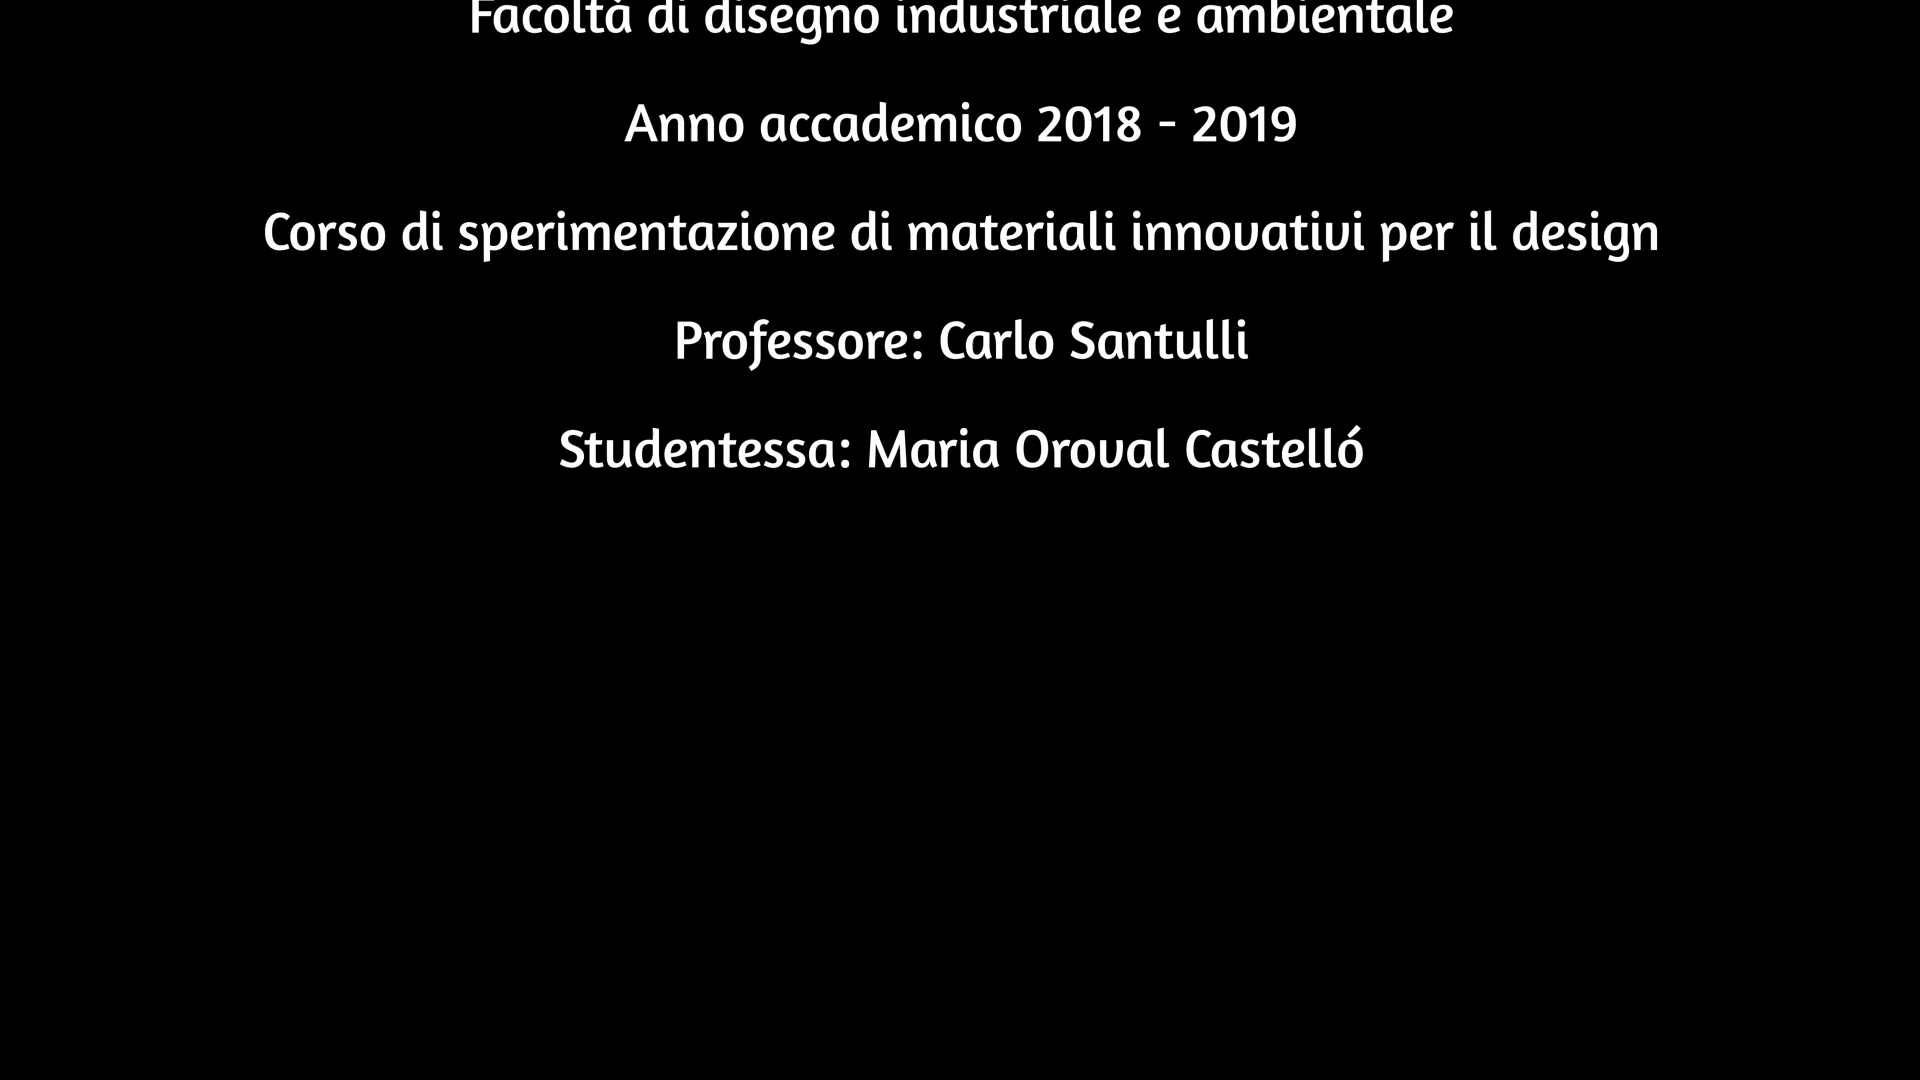 Facoltà di disegno industriale e ambientale
Anno accademico 2018 - 2019
Corso di sperimentazione di materiali innovativi per il design
Professore: Carlo Santulli
Studentessa: Maria Oroval Castelló